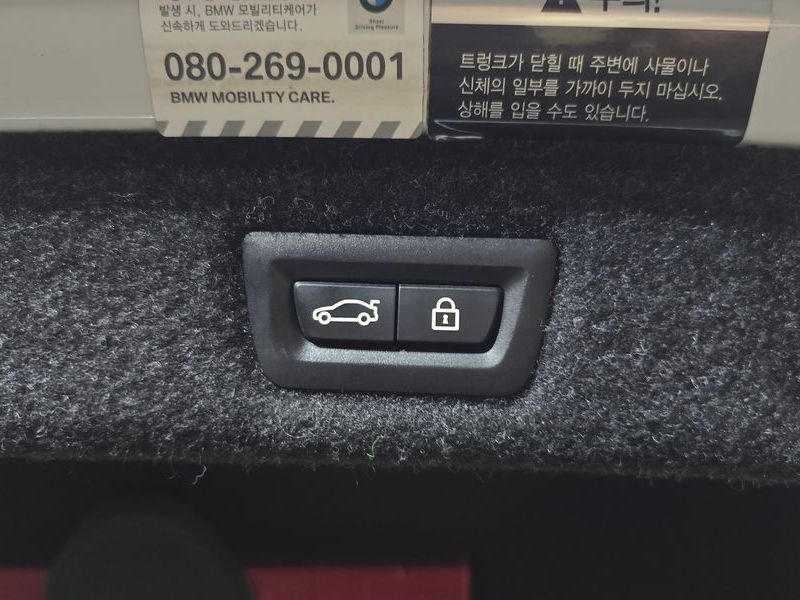 발생 시, BMW 모빌리티케어가
신속하게 도와드리겠습니다.
Sheer
Driving Pleasure
080-269-0001
BMW MOBILITY CARE.
트렁크가 닫힐 때 주변에 사물이나
신체의 일부를 가까이 두지 마십시오.
상해를 입을 수도 있습니다.